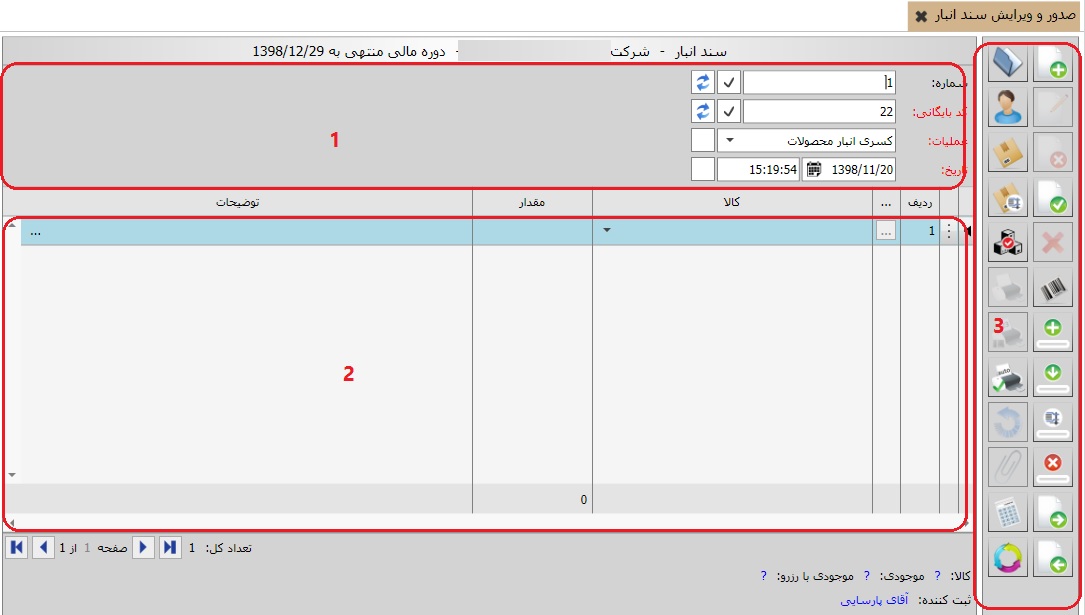 صدور و ویرایش سند انبار
سند انبار - شرکت - دوره مالی منتهی به 1398/12/29
شماره: 1
کد بایگانی: 22
عملیات: کسری انبار محصولات
تاریخ: 1398/11/20 15:19:54
1
ردیف ... کالا مقدار توضیحات
1 ... ...
2
3
AUTO
0
صفحه 1 از 1 تعداد کل: 1
کالا: ? موجودی: ? موجودی با رزرو: ?
ثبت کننده: آقای پارسایی